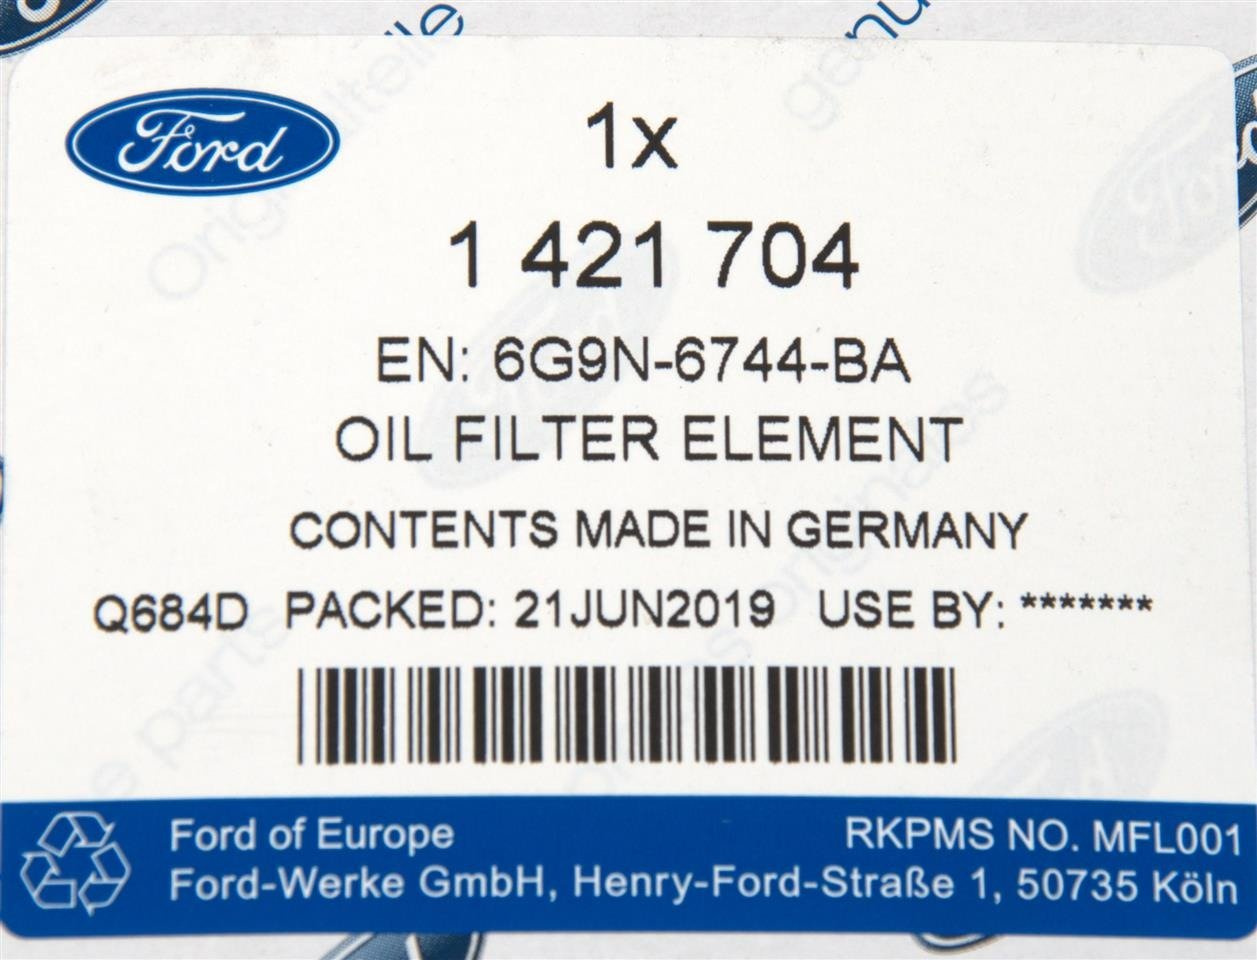 Ford
1x
1 421 704
EN: 6G9N-6744-BA
OIL FILTER ELEMENT
CONTENTS MADE IN GERMANY
Q684D PACKED: 21JUN2019 USE BY: *******
Ford of Europe
RKPMS NO. MFL001
Ford-Werke GmbH, Henry-Ford-Straße 1, 50735 Köln